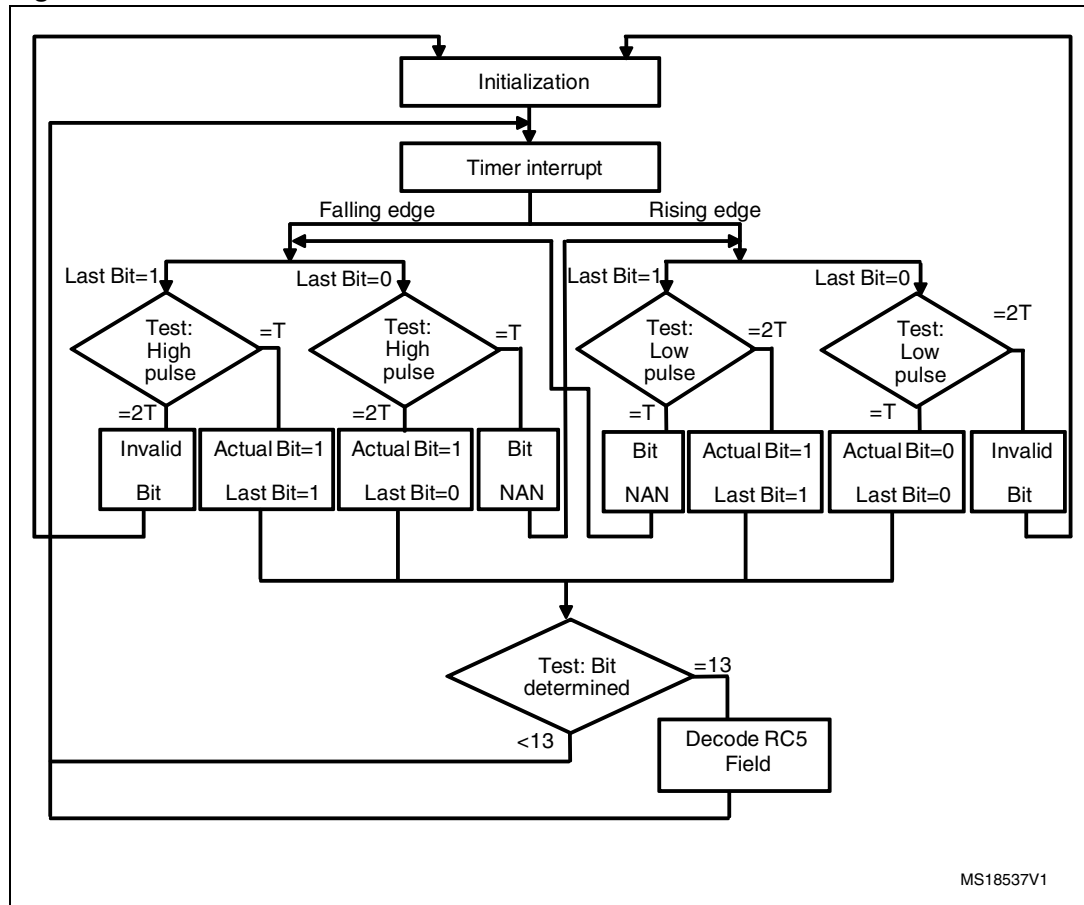 Initialization
Timer interrupt
Falling edge
Rising edge
Last Bit=1
Last Bit=0
Last Bit=1
Last Bit=0
Test:
High
pulse
=T
=2T
Test:
High
pulse
=T
=2T
Test:
Low
pulse
=2T
=T
Test:
Low
pulse
=2T
=T
Invalid
Bit
Actual Bit=1
Last Bit=1
Actual Bit=1
Last Bit=0
Bit
NAN
Bit
NAN
Actual Bit=1
Last Bit=1
Actual Bit=0
Last Bit=0
Invalid
Bit
Test: Bit
determined
=13
<13
Decode RC5
Field
MS18537V1